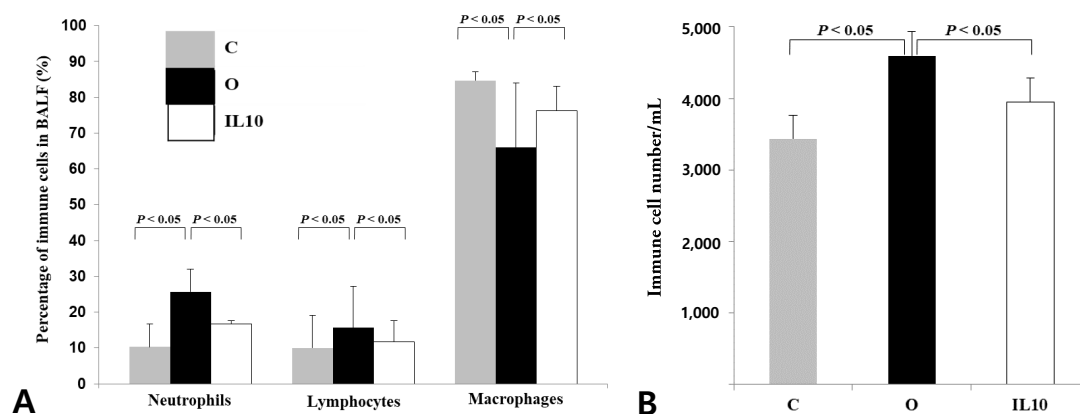 Percentage of immune cells in BALF (%)
100
90
80
70
60
50
40
30
20
10
0
C
O
IL10
P < 0.05 P < 0.05
P < 0.05 P < 0.05
P < 0.05 P < 0.05
Neutrophils Lymphocytes Macrophages
A
Immune cell number/mL
5,000
4,000
3,000
2,000
1,000
0
P < 0.05 P < 0.05
C O IL10
B